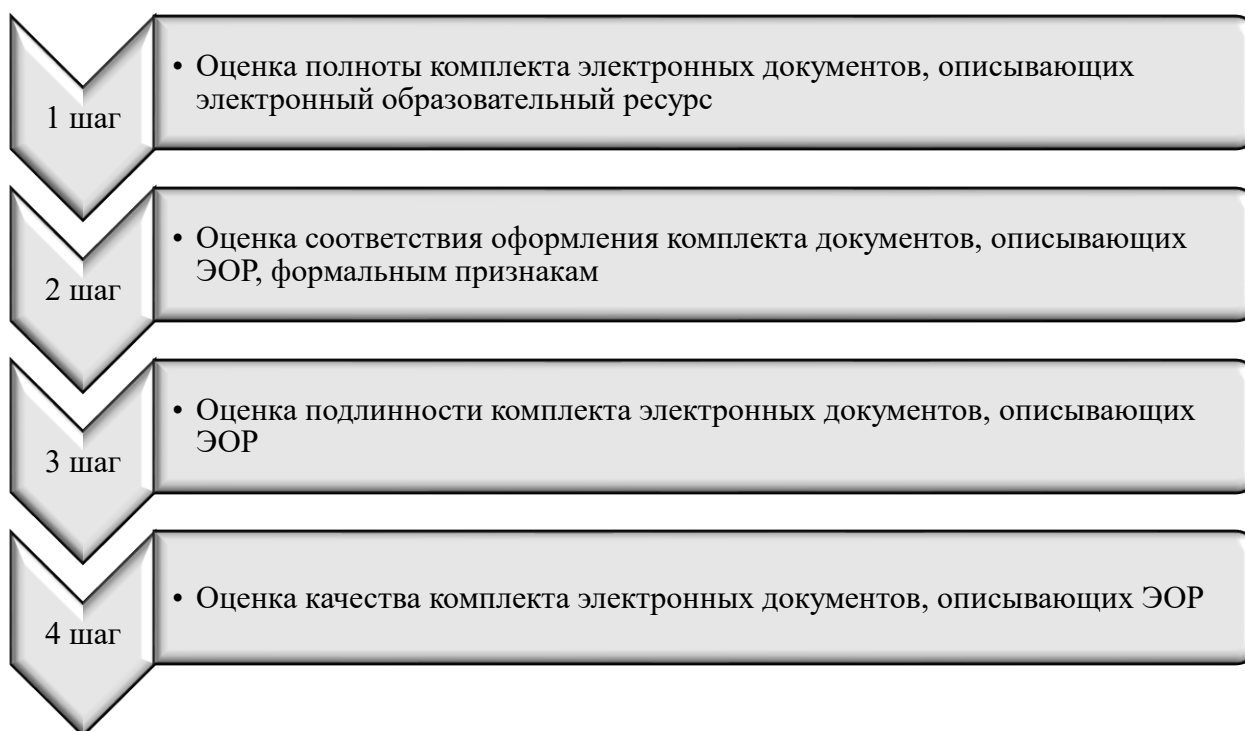 1 шаг
• Оценка полноты комплекта электронных документов, описывающих
электронный образовательный ресурс
2 шаг
• Оценка соответствия оформления комплекта документов, описывающих
ЭОР, формальным признакам
3 шаг
• Оценка подлинности комплекта электронных документов, описывающих
ЭОР
4 шаг
• Оценка качества комплекта электронных документов, описывающих ЭОР